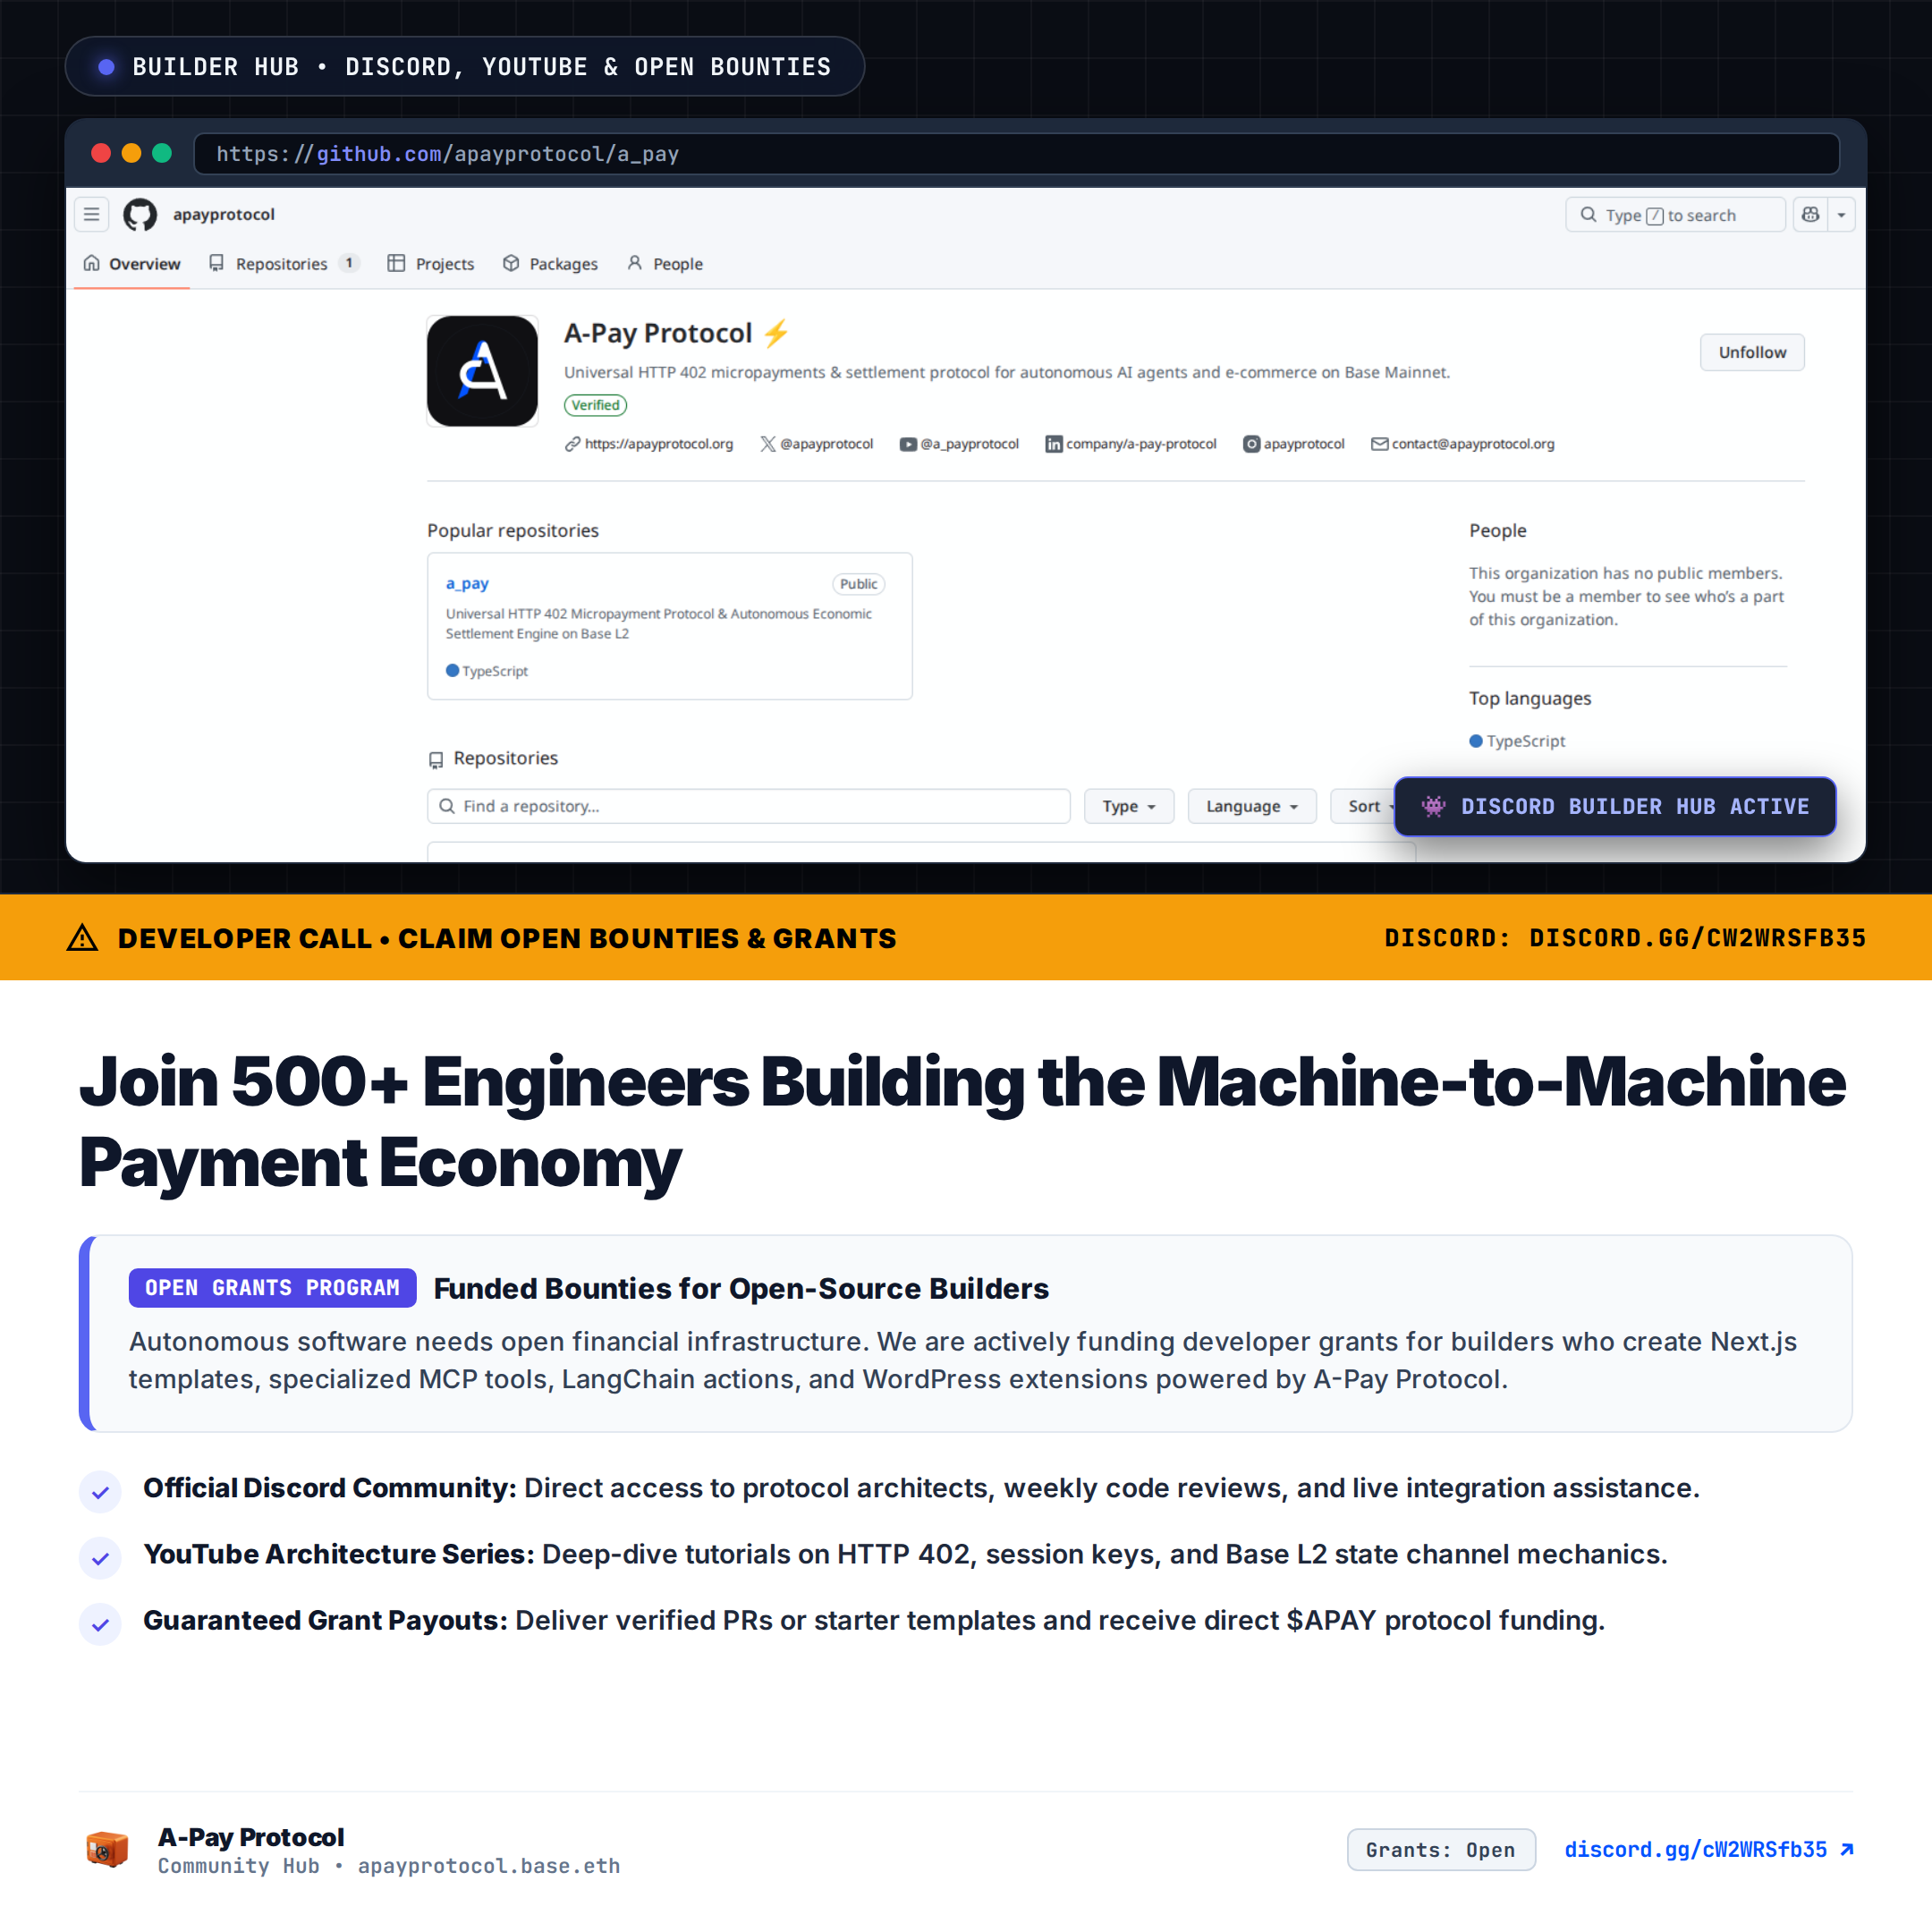 BUILDER HUB • DISCORD, YOUTUBE & OPEN BOUNTIES
https://github.com/apayprotocol/a_pay
apayprotocol
Type / to search
Overview Repositories 1 Projects Packages People
A-Pay Protocol ⚡
Unfollow
Universal HTTP 402 micropayments & settlement protocol for autonomous AI agents and e-commerce on Base Mainnet.
Verified
https://apayprotocol.org @apayprotocol @a_payprotocol company/a-pay-protocol apayprotocol contact@apayprotocol.org
Popular repositories
a_pay Public
Universal HTTP 402 Micropayment Protocol & Autonomous Economic
Settlement Engine on Base L2
TypeScript
People
This organization has no public members.
You must be a member to see who's a part
of this organization.
Top languages
TypeScript
Repositories
Find a repository... Type Language Sort
👾 DISCORD BUILDER HUB ACTIVE
⚠ DEVELOPER CALL • CLAIM OPEN BOUNTIES & GRANTS
DISCORD: DISCORD.GG/CW2WRSFB35
Join 500+ Engineers Building the Machine-to-Machine
Payment Economy
OPEN GRANTS PROGRAM Funded Bounties for Open-Source Builders
Autonomous software needs open financial infrastructure. We are actively funding developer grants for builders who create Next.js
templates, specialized MCP tools, LangChain actions, and WordPress extensions powered by A-Pay Protocol.
✓ Official Discord Community: Direct access to protocol architects, weekly code reviews, and live integration assistance.
✓ YouTube Architecture Series: Deep-dive tutorials on HTTP 402, session keys, and Base L2 state channel mechanics.
✓ Guaranteed Grant Payouts: Deliver verified PRs or starter templates and receive direct $APAY protocol funding.
A-Pay Protocol
Community Hub • apayprotocol.base.eth
Grants: Open
discord.gg/cW2WRSfb35 ↗